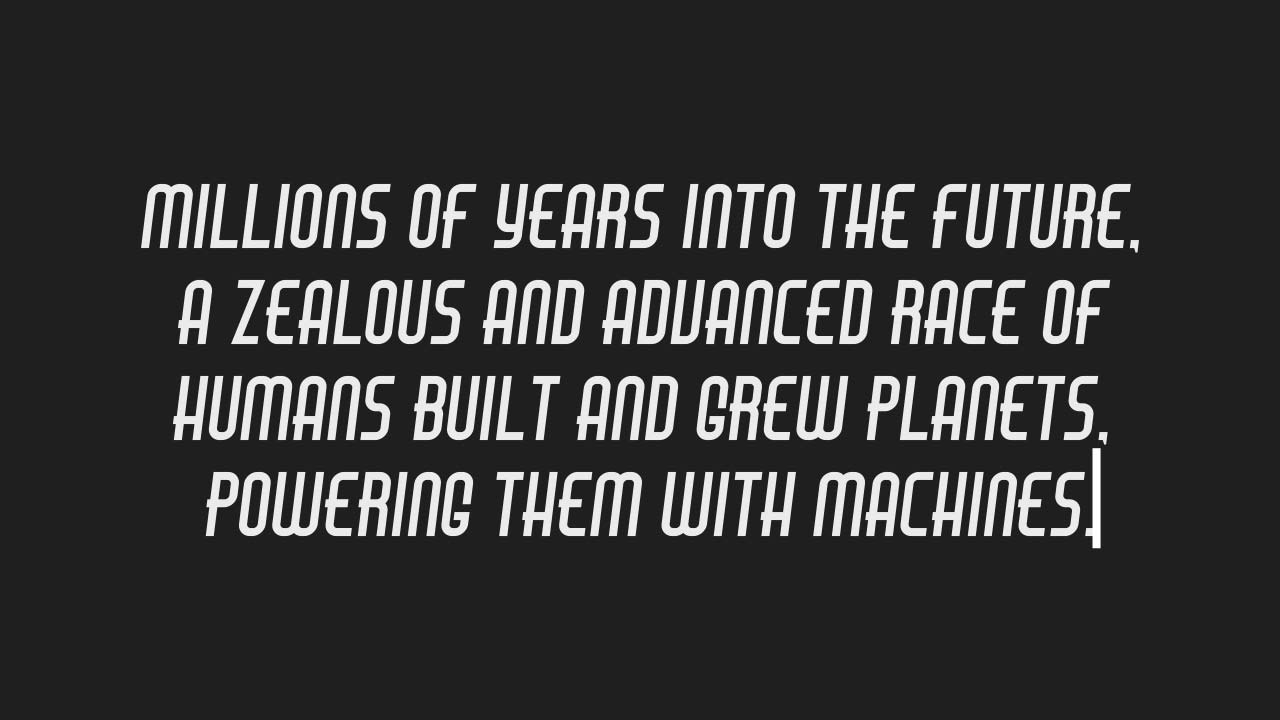 MILLIONS OF YEARS INTO THE FUTURE,
A ZEALOUS AND ADVANCED RACE OF
HUMANS BUILT AND GREW PLANETS,
POWERING THEM WITH MACHINES.